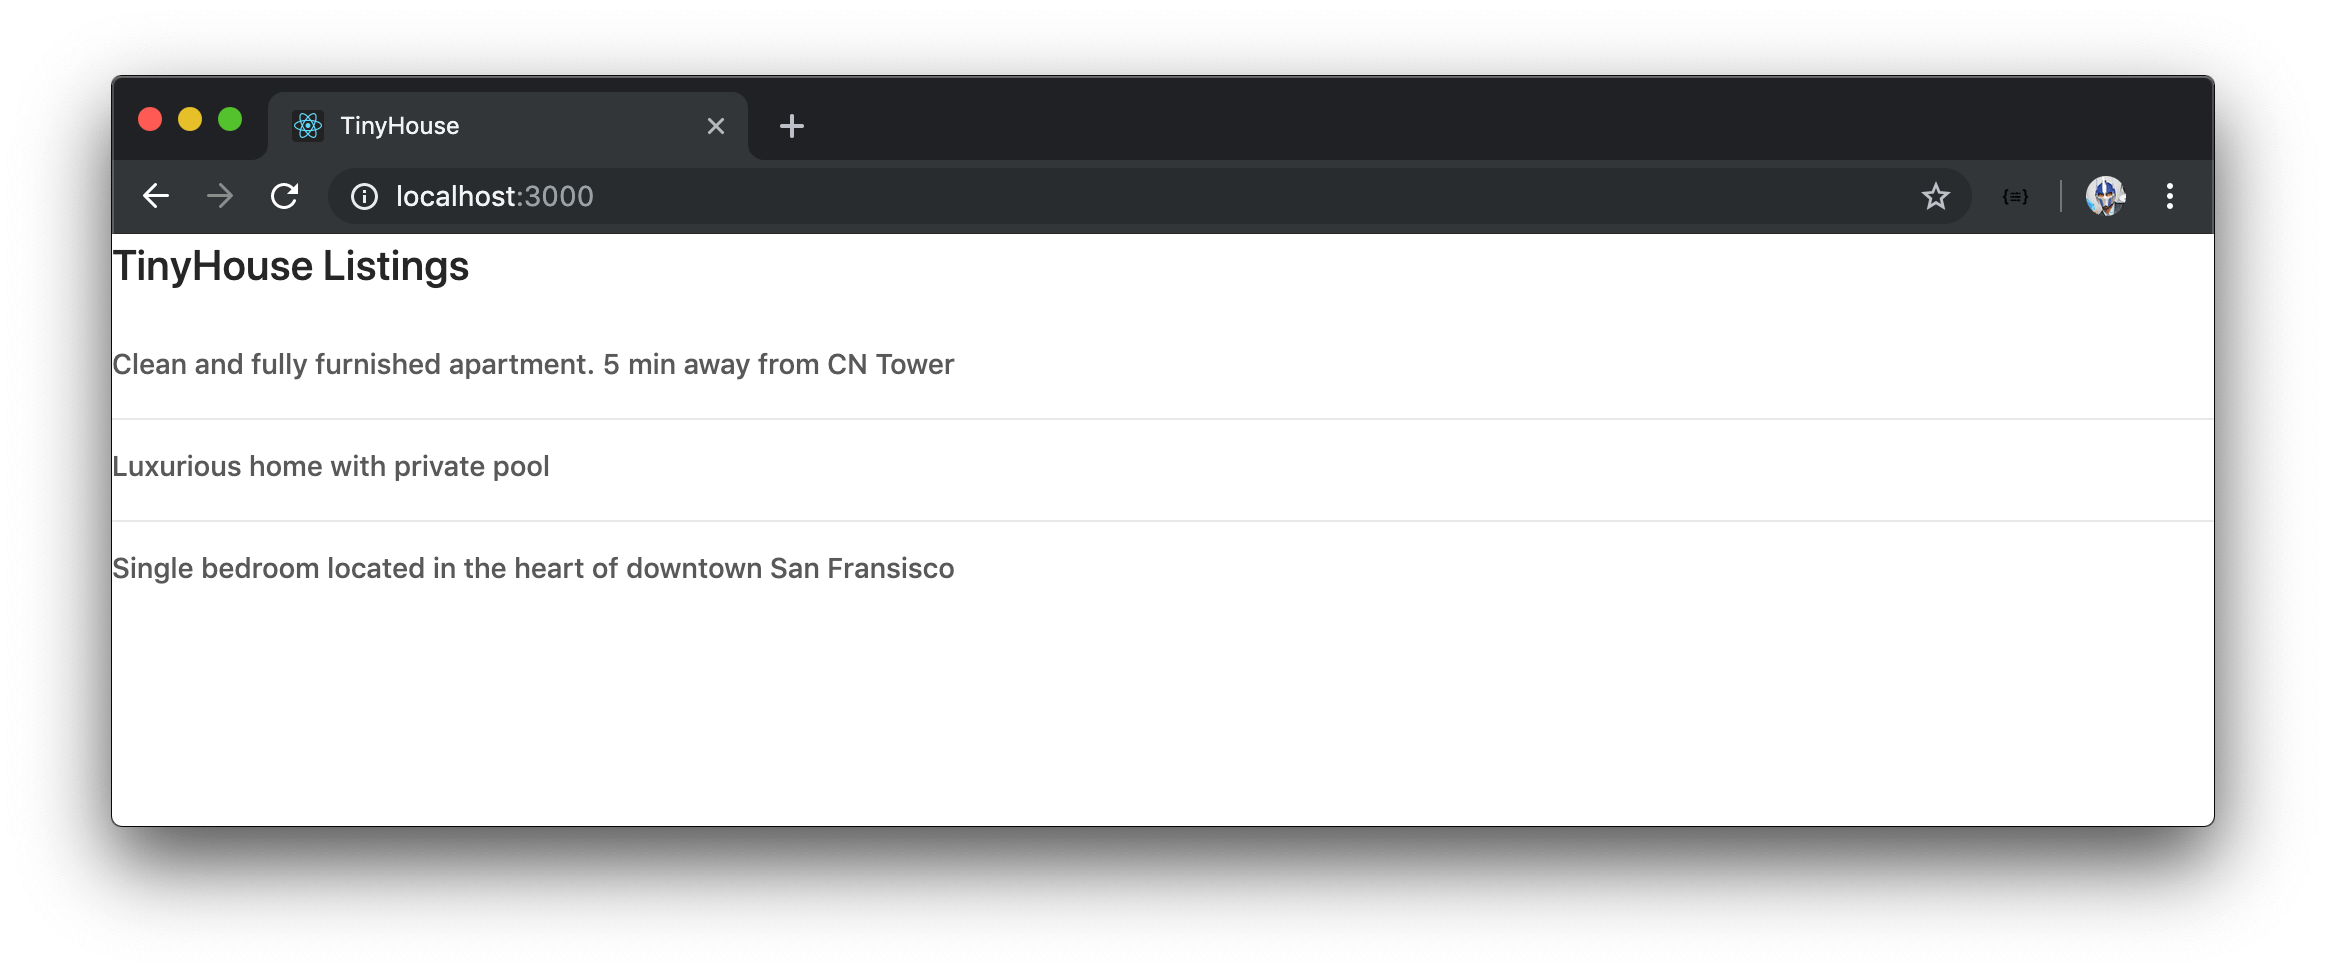 TinyHouse
localhost:3000
{≡}
TinyHouse Listings
Clean and fully furnished apartment. 5 min away from CN Tower
Luxurious home with private pool
Single bedroom located in the heart of downtown San Fransisco